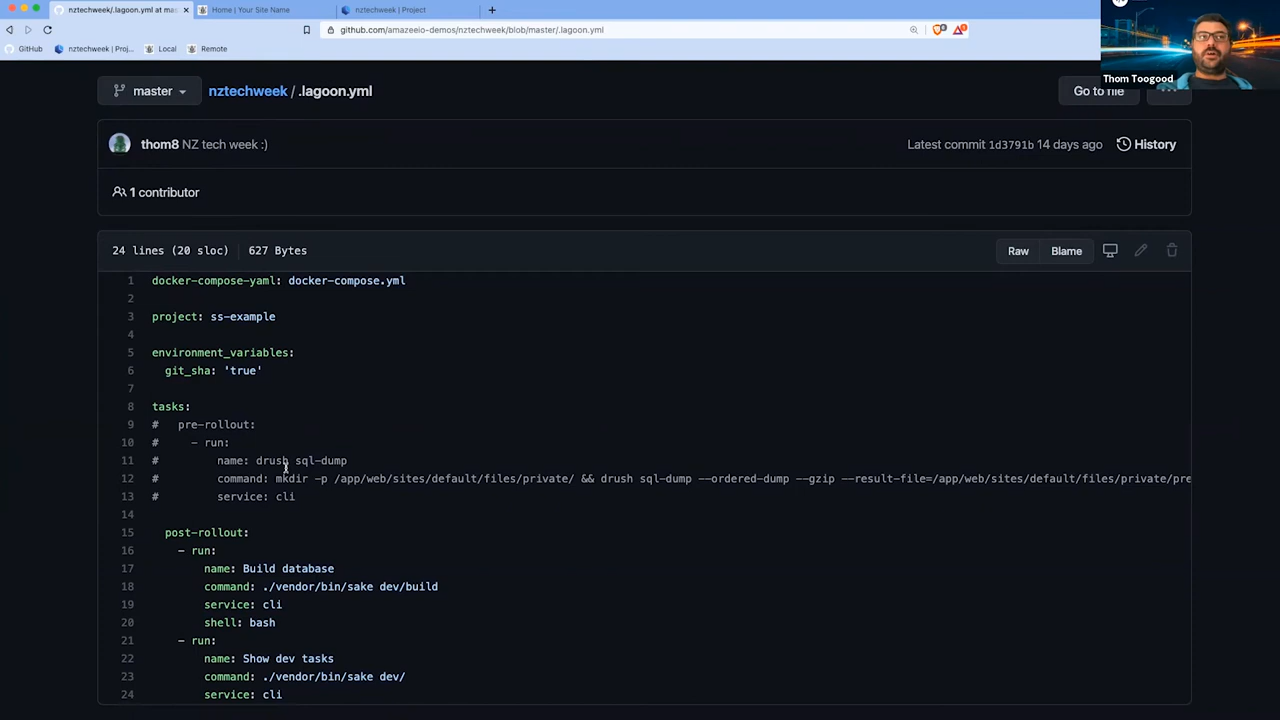 nztechweek/.lagoon.yml at mas
Home | Your Site Name
nztechweek | Project
github.com/amazeeio-demos/nztechweek/blob/master/.lagoon.yml
GitHub
nztechweek | Proj...
Local
Remote
Thom Toogood
master
nztechweek / .lagoon.yml
Go to file
thom8 NZ tech week :)
Latest commit 1d3791b 14 days ago
History
1 contributor
24 lines (20 sloc)
627 Bytes
Raw
Blame
1 docker-compose-yaml: docker-compose.yml
2
3 project: ss-example
4
5 environment_variables:
6 git_sha: 'true'
7
8 tasks:
9 # pre-rollout:
10 # - run:
11 # name: drush sql-dump
12 # command: mkdir -p /app/web/sites/default/files/private/ && drush sql-dump --ordered-dump --gzip --result-file=/app/web/sites/default/files/private/pre
13 # service: cli
14
15 post-rollout:
16 - run:
17 name: Build database
18 command: ./vendor/bin/sake dev/build
19 service: cli
20 shell: bash
21 - run:
22 name: Show dev tasks
23 command: ./vendor/bin/sake dev/
24 service: cli